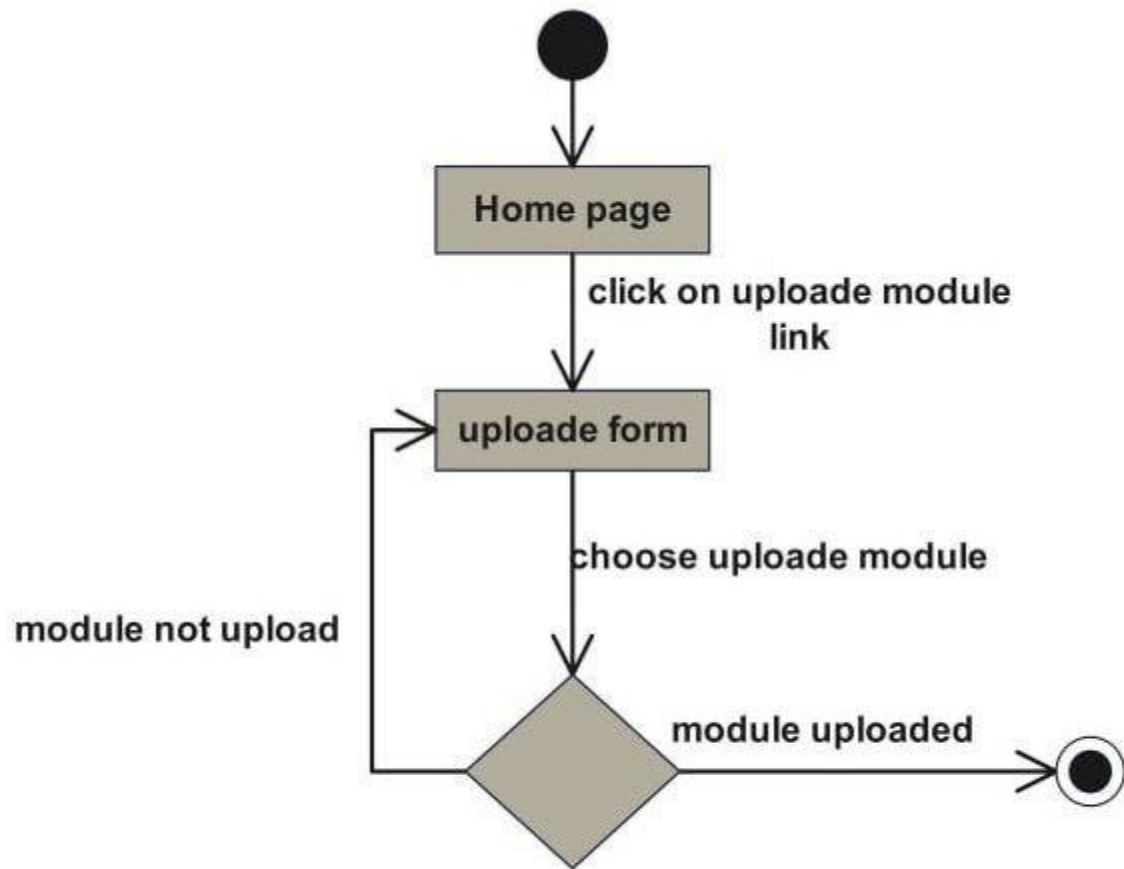 Home page
click on uploade module
link
uploade form
choose uploade module
module not upload
module uploaded